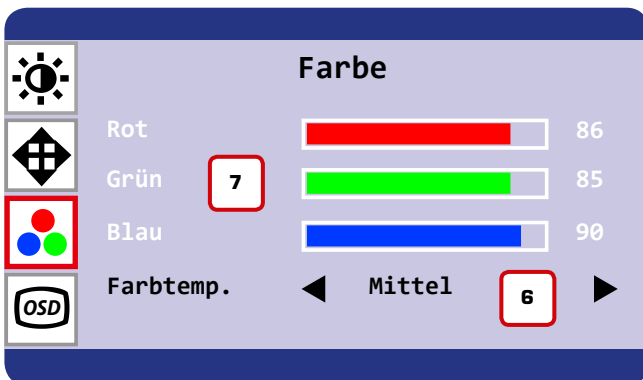 Farbe
Rot 86
Grün 7 85
Blau 90
Farbtemp. Mittel 6
OSD